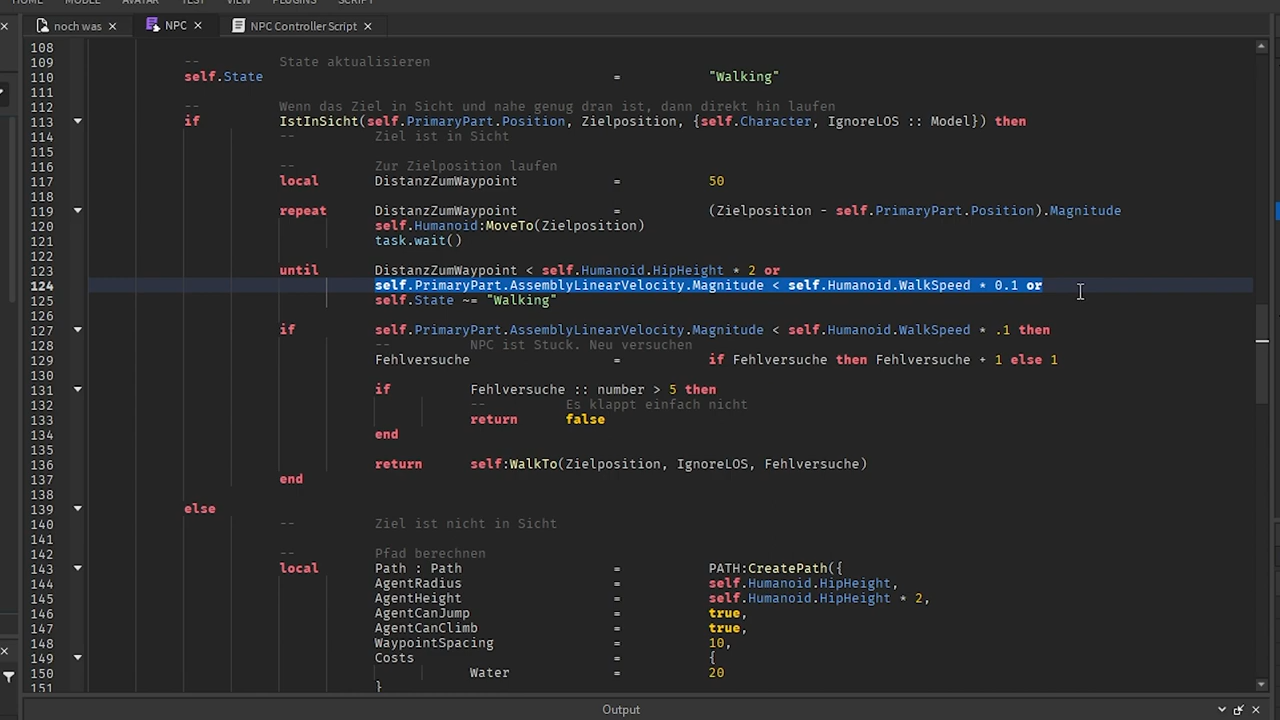 HOME MODEL AVATAR TEST VIEW PLUGINS SCRIPT
noch was NPC NPC Controller Script
108
109 -- State aktualisieren
110 self.State = "Walking"
111
112 -- Wenn das Ziel in Sicht und nahe genug dran ist, dann direkt hin laufen
113 if IstInSicht(self.PrimaryPart.Position, Zielposition, {self.Character, IgnoreLOS :: Model}) then
114 -- Ziel ist in Sicht
115
116 -- Zur Zielposition laufen
117 local DistanzZumWaypoint = 50
118
119 repeat DistanzZumWaypoint = (Zielposition - self.PrimaryPart.Position).Magnitude
120 self.Humanoid:MoveTo(Zielposition)
121 task.wait()
122
123 until DistanzZumWaypoint < self.Humanoid.HipHeight * 2 or
124 self.PrimaryPart.AssemblyLinearVelocity.Magnitude < self.Humanoid.WalkSpeed * 0.1 or
125 self.State ~= "Walking"
126
127 if self.PrimaryPart.AssemblyLinearVelocity.Magnitude < self.Humanoid.WalkSpeed * .1 then
128 -- NPC ist Stuck. Neu versuchen
129 Fehlversuche = if Fehlversuche then Fehlversuche + 1 else 1
130
131 if Fehlversuche :: number > 5 then
132 -- Es klappt einfach nicht
133 return false
134 end
135
136 return self:WalkTo(Zielposition, IgnoreLOS, Fehlversuche)
137 end
138
139 else
140 -- Ziel ist nicht in Sicht
141
142 -- Pfad berechnen
143 local Path : Path = PATH:CreatePath({
144 AgentRadius = self.Humanoid.HipHeight,
145 AgentHeight = self.Humanoid.HipHeight * 2,
146 AgentCanJump = true,
147 AgentCanClimb = true,
148 WaypointSpacing = 10,
149 Costs = {
150 Water = 20
151 }
Output